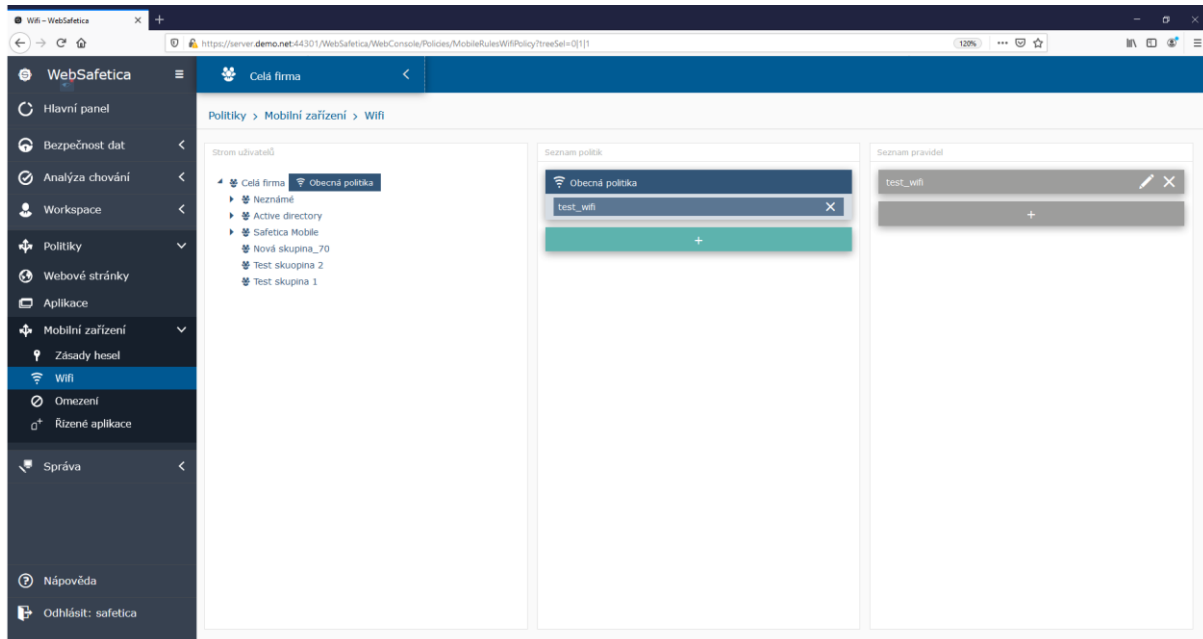 Wifi – WebSafetica
https://server.demo.net:44301/WebSafetica/WebConsole/Policies/MobileRulesWifiPolicy?treeSel=0|1|1
120%
WebSafetica
Celá firma
Hlavní panel
Bezpečnost dat
Analýza chování
Workspace
Politiky
Webové stránky
Aplikace
Mobilní zařízení
Zásady hesel
Wifi
Omezení
Řízené aplikace
Správa
Nápověda
Odhlásit: safetica
Politiky > Mobilní zařízení > Wifi
Strom uživatelů
Celá firma Obecná politika
Neznámé
Active directory
Safetica Mobile
Nová skupina_70
Test skuopina 2
Test skupina 1
Seznam politik
Obecná politika
test_wifi
+
Seznam pravidel
test_wifi
+